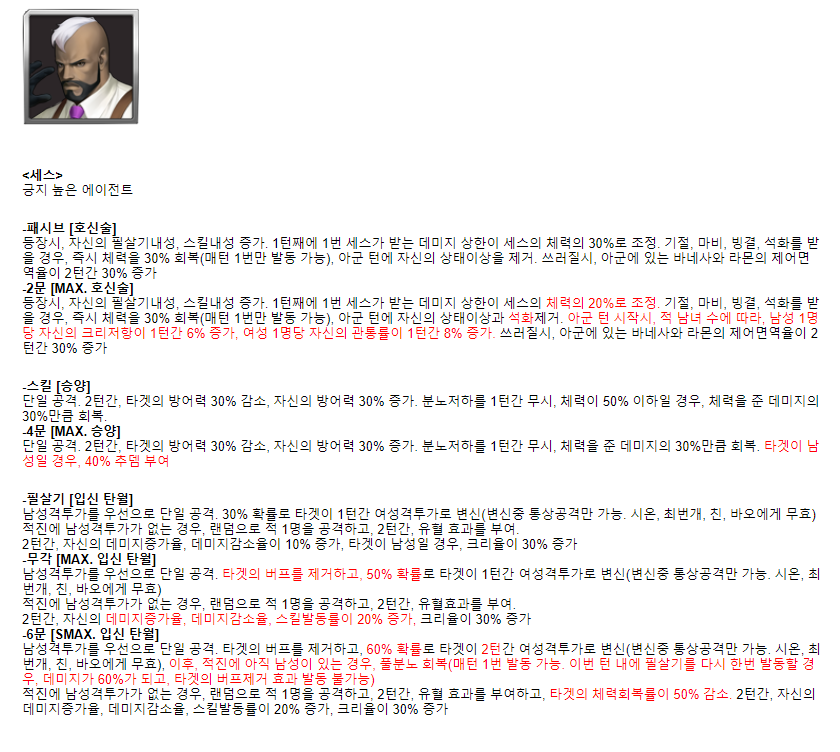 <세스>
긍지 높은 에이전트
-패시브 [호신술]
등장시, 자신의 필살기내성, 스킬내성 증가. 1턴째에 1번 세스가 받는 데미지 상한이 세스의 체력의 30%로 조정. 기절, 마비, 빙결, 석화를 받
을 경우, 즉시 체력을 30% 회복(매턴 1번만 발동 가능), 아군 턴에 자신의 상태이상을 제거. 쓰러질시, 아군에 있는 바네사와 라몬의 제어면
역율이 2턴간 30% 증가
-2문 [MAX. 호신술]
등장시, 자신의 필살기내성, 스킬내성 증가. 1턴째에 1번 세스가 받는 데미지 상한이 세스의 체력의 20%로 조정. 기절, 마비, 빙결, 석화를 받
을 경우, 즉시 체력을 30% 회복(매턴 1번만 발동 가능), 아군 턴에 자신의 상태이상과 석화제거. 아군 턴 시작시, 적 남녀 수에 따라, 남성 1명
당 자신의 크리저항이 1턴간 6% 증가, 여성 1명당 자신의 관통률이 1턴간 8% 증가. 쓰러질시, 아군에 있는 바네사와 라몬의 제어면역율이 2
턴간 30% 증가
-스킬 [승양]
단일 공격. 2턴간, 타겟의 방어력 30% 감소, 자신의 방어력 30% 증가. 분노저하를 1턴간 무시, 체력이 50% 이하일 경우, 체력을 준 데미지의
30%만큼 회복.
-4문 [MAX. 승양]
단일 공격. 2턴간, 타겟의 방어력 30% 감소, 자신의 방어력 30% 증가. 분노저하를 1턴간 무시, 체력을 준 데미지의 30%만큼 회복. 타겟이 남
성일 경우, 40% 추뎀 부여
-필살기 [입신 탄월]
남성격투가를 우선으로 단일 공격. 30% 확률로 타겟이 1턴간 여성격투가로 변신(변신중 통상공격만 가능. 시온, 최번개, 친, 바오에게 무효)
적진에 남성격투가가 없는 경우, 랜덤으로 적 1명을 공격하고, 2턴간, 유혈 효과를 부여.
2턴간, 자신의 데미지증가율, 데미지감소율이 10% 증가, 타겟이 남성일 경우, 크리율이 30% 증가
-무각 [MAX. 입신 탄월]
남성격투가를 우선으로 단일 공격. 타겟의 버프를 제거하고, 50% 확률로 타겟이 1턴간 여성격투가로 변신(변신중 통상공격만 가능. 시온, 최
번개, 친, 바오에게 무효)
적진에 남성격투가가 없는 경우, 랜덤으로 적 1명을 공격하고, 2턴간, 유혈효과를 부여.
2턴간, 자신의 데미지증가율, 데미지감소율, 스킬발동률이 20% 증가, 크리율이 30% 증가
-6문 [SMAX. 입신 탄월]
남성격투가를 우선으로 단일 공격. 타겟의 버프를 제거하고, 60% 확률로 타겟이 2턴간 여성격투가로 변신(변신중 통상공격만 가능. 시온, 최
번개, 친, 바오에게 무효), 이후, 적진에 아직 남성이 있는 경우, 풀분노 회복(매턴 1번 발동 가능. 이번 턴 내에 필살기를 다시 한번 발동할 경
우, 데미지가 60%가 되고, 타겟의 버프제거 효과 발동 불가능)
적진에 남성격투가가 없는 경우, 랜덤으로 적 1명을 공격하고, 2턴간, 유혈 효과를 부여하고, 타겟의 체력회복률이 50% 감소. 2턴간, 자신의
데미지증가율, 데미지감소율, 스킬발동률이 20% 증가, 크리율이 30% 증가